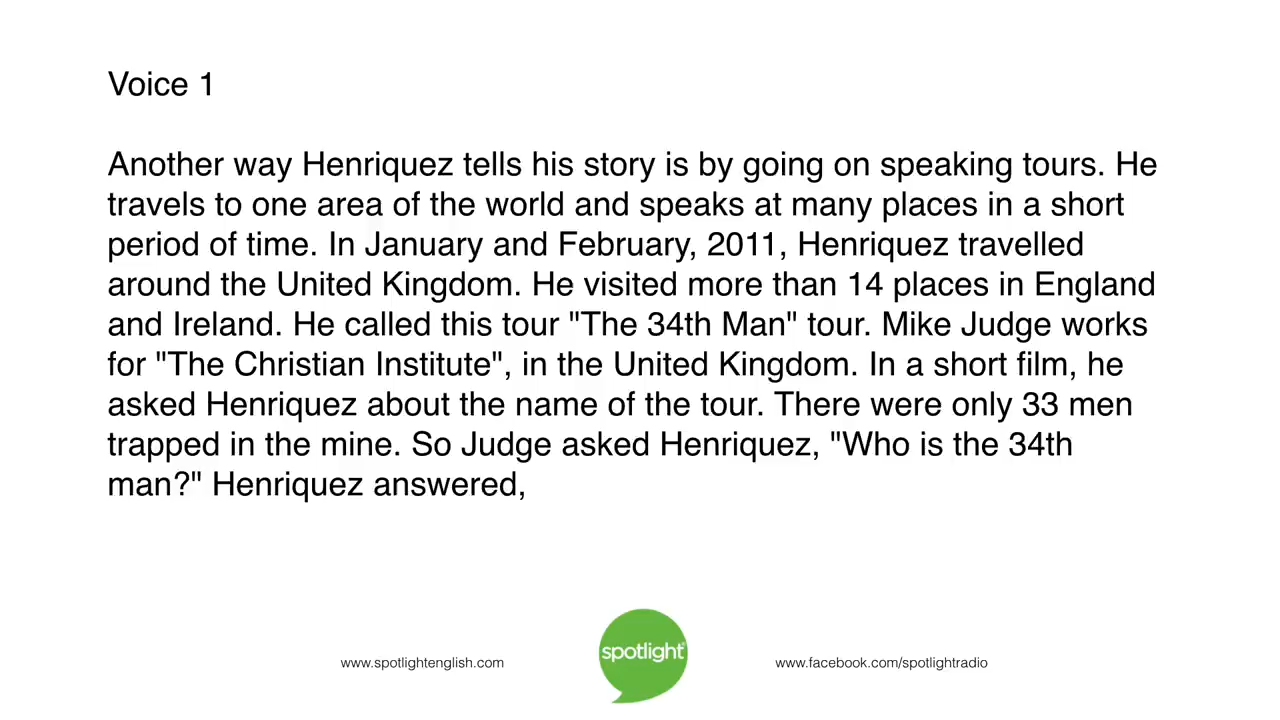 Voice 1
Another way Henriquez tells his story is by going on speaking tours. He
travels to one area of the world and speaks at many places in a short
period of time. In January and February, 2011, Henriquez travelled
around the United Kingdom. He visited more than 14 places in England
and Ireland. He called this tour "The 34th Man" tour. Mike Judge works
for "The Christian Institute", in the United Kingdom. In a short film, he
asked Henriquez about the name of the tour. There were only 33 men
trapped in the mine. So Judge asked Henriquez, "Who is the 34th
man?" Henriquez answered,
www.spotlightenglish.com
spotlight®
www.facebook.com/spotlightradio